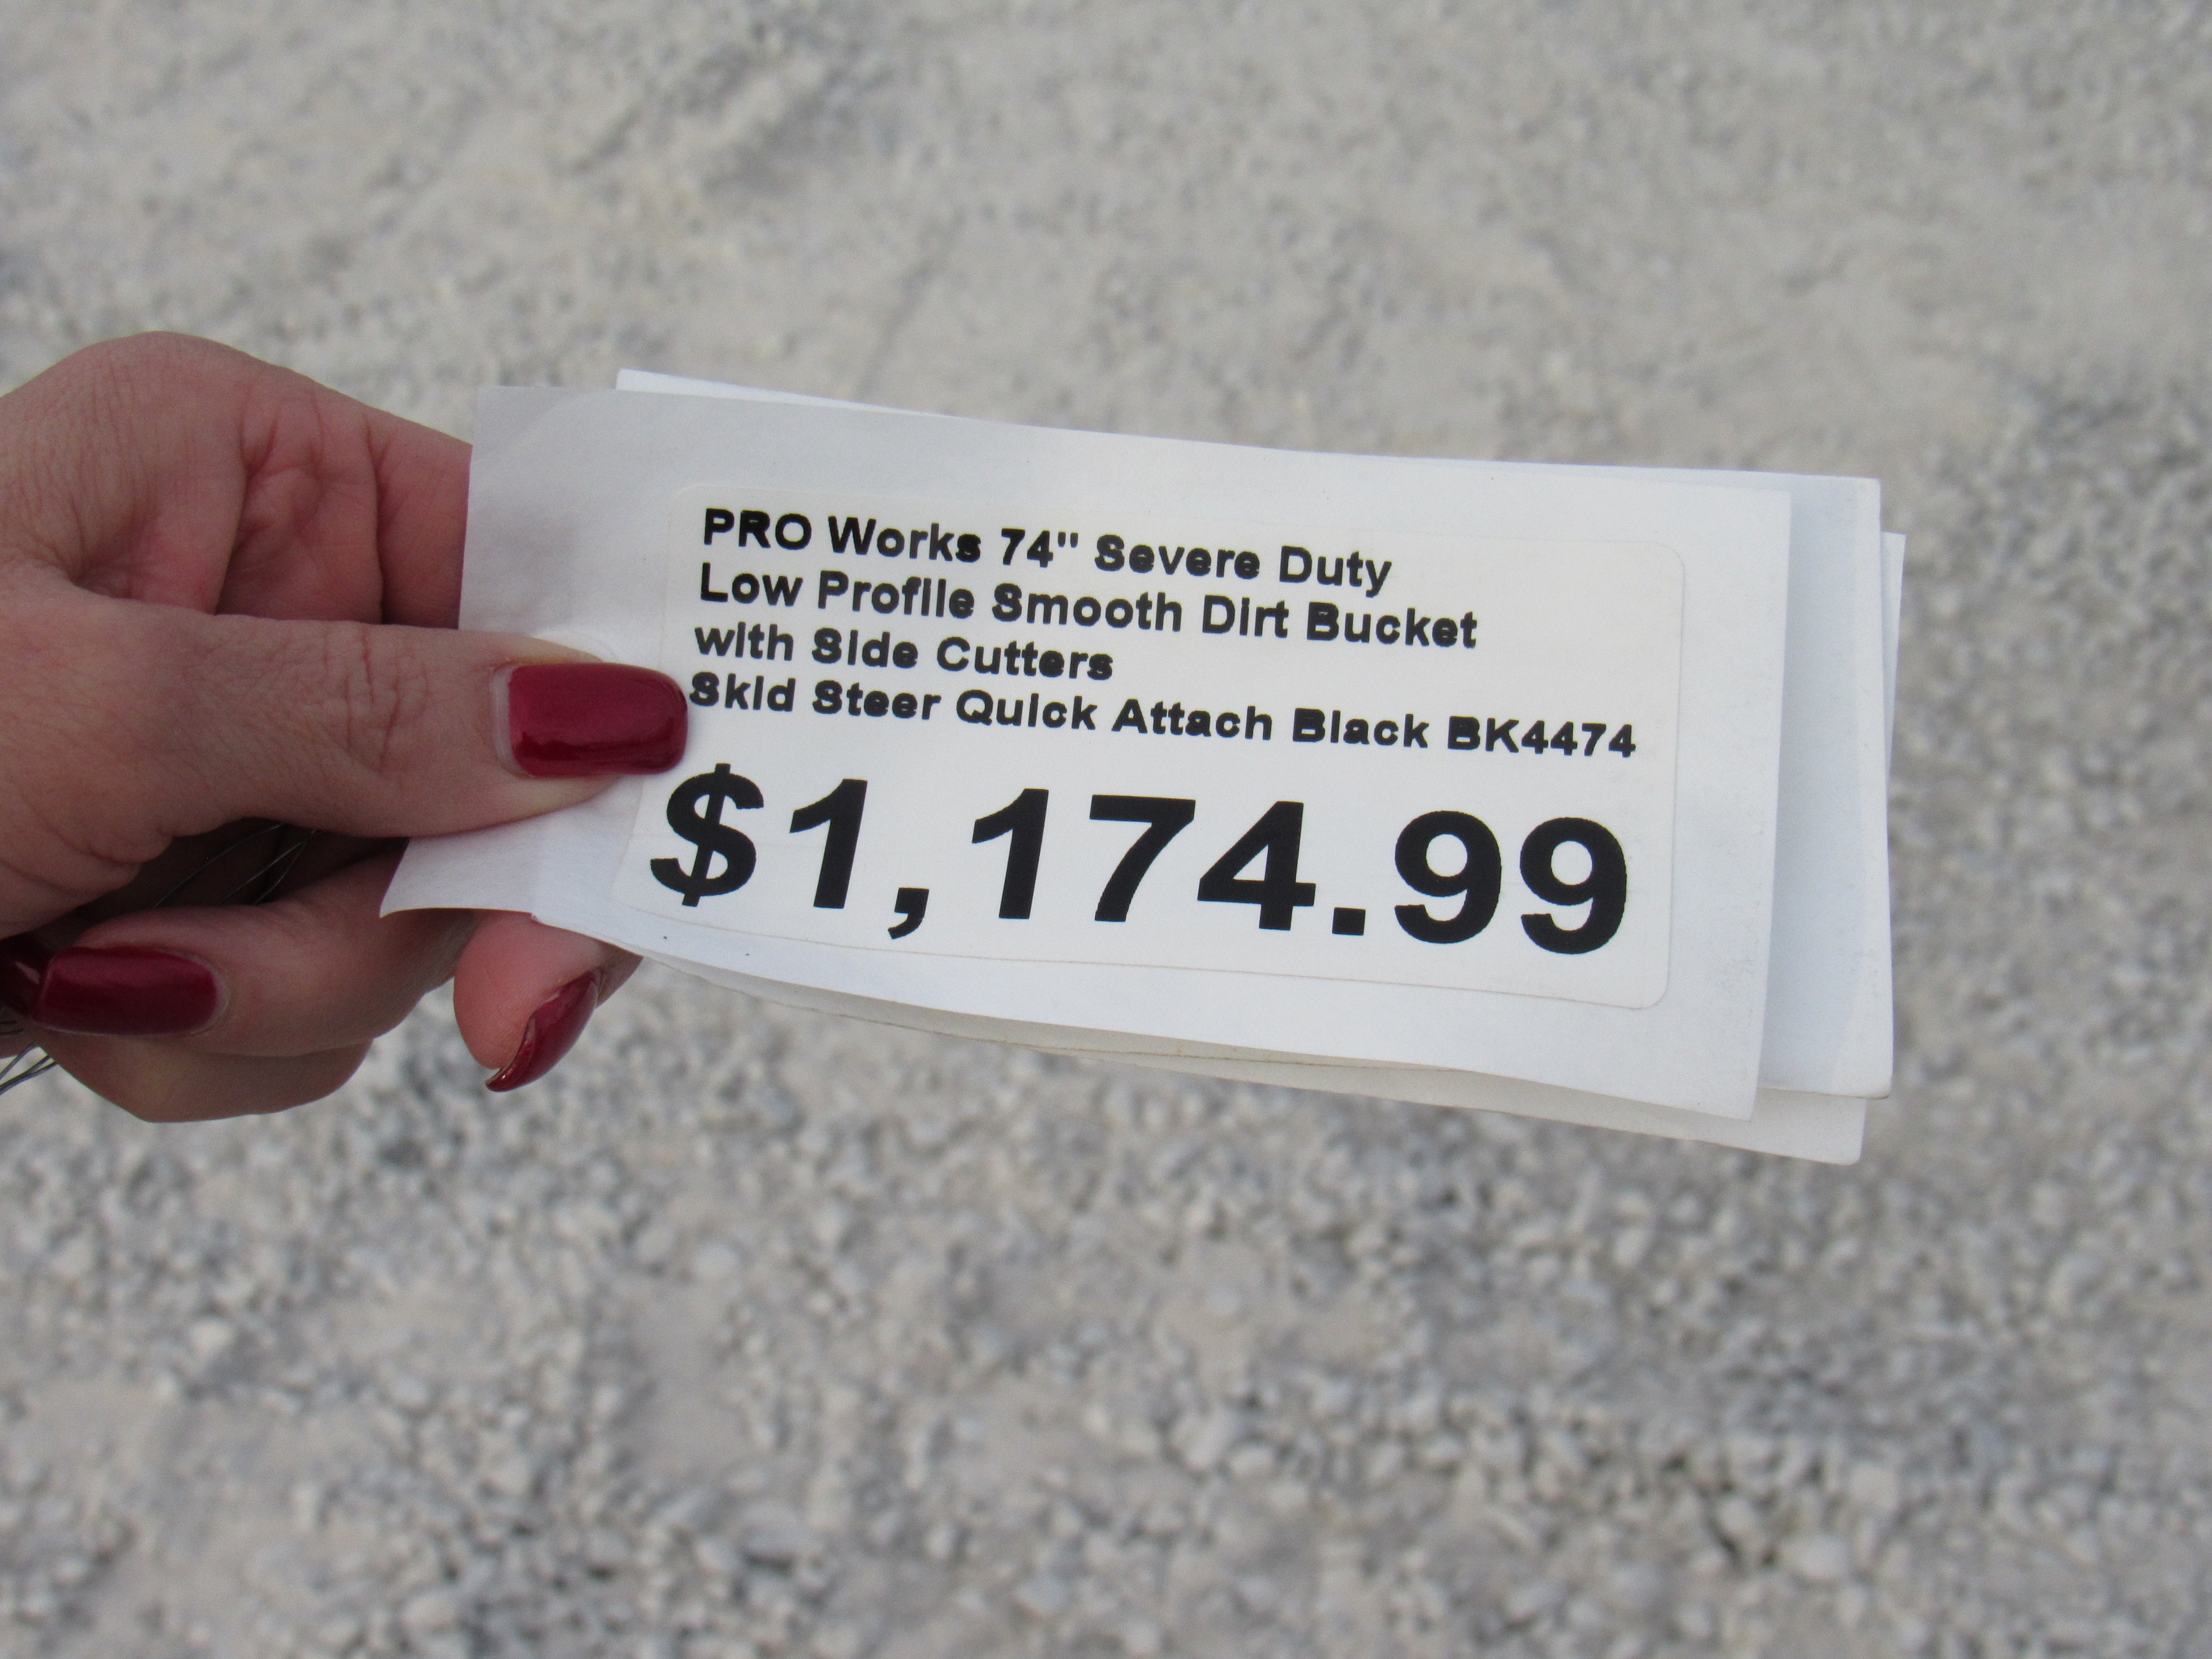 PRO Works 74" Severe Duty
Low Profile Smooth Dirt Bucket
with Side Cutters
Skid Steer Quick Attach Black BK4474
$1,174.99